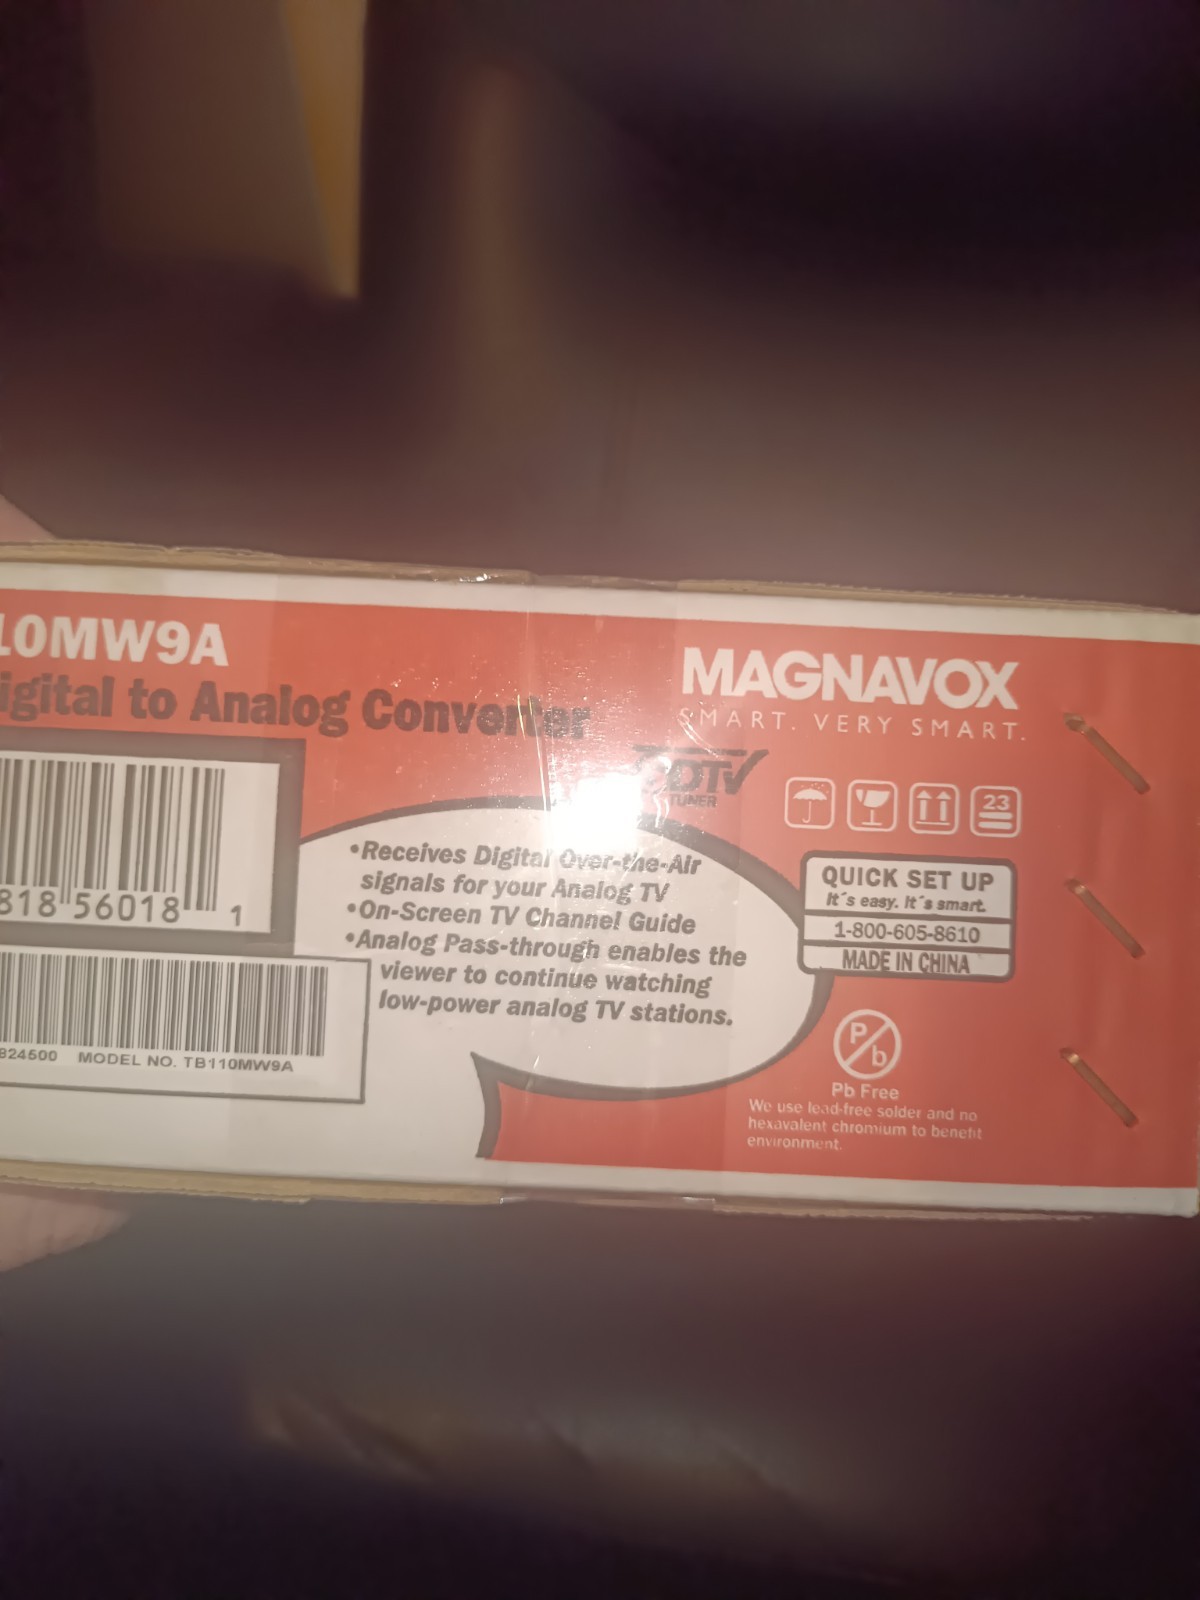 10MW9A
igital to Analog Converter
MAGNAVOX
SMART. VERY SMART.
DTV
TUNER
23
818 56018 1
824500 MODEL NO. TB110MW9A
•Receives Digital Over-the-Air
signals for your Analog TV
•On-Screen TV Channel Guide
•Analog Pass-through enables the
viewer to continue watching
low-power analog TV stations.
QUICK SET UP
It´s easy. It´s smart.
1-800-605-8610
MADE IN CHINA
Pb
Pb Free
We use lead-free solder and no
hexavalent chromium to benefit
environment.